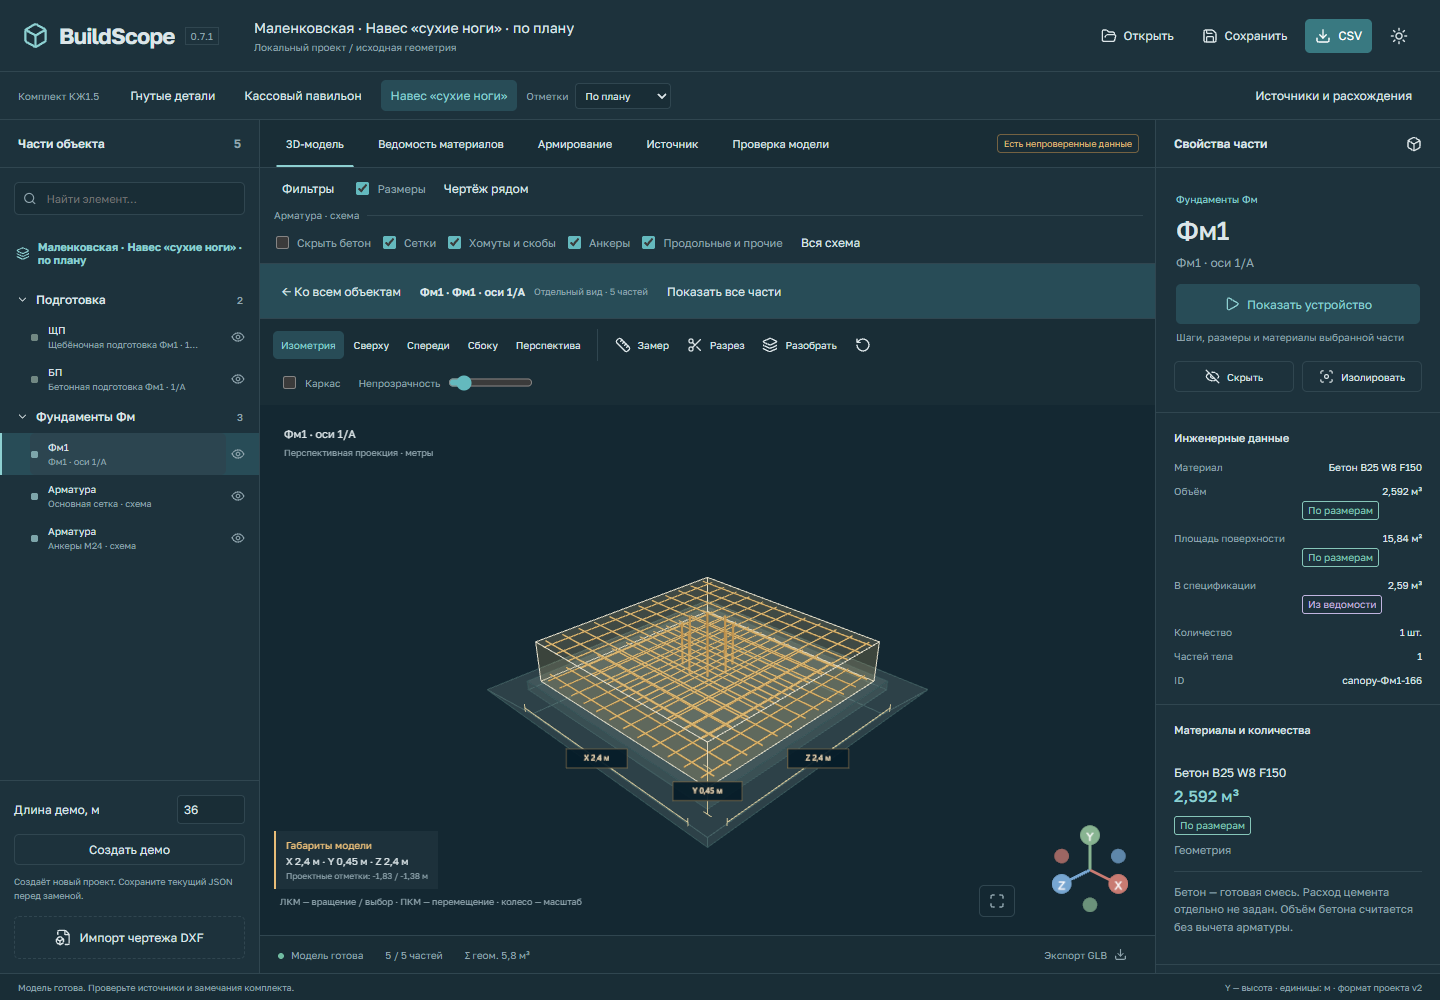 BuildScope 0.7.1
Маленковская · Навес «сухие ноги» · по плану
Локальный проект / исходная геометрия
Открыть
Сохранить
CSV
Комплект КЖ1.5
Гнутые детали
Кассовый павильон
Навес «сухие ноги»
Отметки
По плану
Источники и расхождения
Части объекта
5
Найти элемент...
Маленковская · Навес «сухие ноги» ·
по плану
Подготовка
2
ЩП
Щебёночная подготовка Фм1 · 1...
БП
Бетонная подготовка Фм1 · 1/А
Фундаменты Фм
3
Фм1
Фм1 · оси 1/А
Арматура
Основная сетка · схема
Арматура
Анкеры М24 · схема
Длина демо, м
36
Создать демо
Создаёт новый проект. Сохраните текущий JSON
перед заменой.
Импорт чертежа DXF
3D-модель
Ведомость материалов
Армирование
Источник
Проверка модели
Есть непроверенные данные
Фильтры
Размеры
Чертёж рядом
Арматура · схема
Скрыть бетон
Сетки
Хомуты и скобы
Анкеры
Продольные и прочие
Вся схема
← Ко всем объектам
Фм1 · Фм1 · оси 1/А
Отдельный вид · 5 частей
Показать все части
Изометрия
Сверху
Спереди
Сбоку
Перспектива
Замер
Разрез
Разобрать
Каркас
Непрозрачность
Фм1 · оси 1/А
Перспективная проекция · метры
X 2,4 м
Z 2,4 м
Y 0,45 м
Габариты модели
X 2,4 м · Y 0,45 м · Z 2,4 м
Проектные отметки: -1,83 / -1,38 м
ЛКМ — вращение / выбор · ПКМ — перемещение · колесо — масштаб
Y
Z
X
Модель готова
5 / 5 частей
Σ геом. 5,8 м³
Экспорт GLB
Свойства части
Фундаменты Фм
Фм1
Фм1 · оси 1/А
Показать устройство
Шаги, размеры и материалы выбранной части
Скрыть
Изолировать
Инженерные данные
Материал
Бетон B25 W8 F150
Объём
2,592 м³
По размерам
Площадь поверхности
15,84 м²
По размерам
В спецификации
2,59 м³
Из ведомости
Количество
1 шт.
Частей тела
1
ID
canopy-Фм1-166
Материалы и количества
Бетон B25 W8 F150
2,592 м³
По размерам
Геометрия
Бетон — готовая смесь. Расход цемента
отдельно не задан. Объём бетона считается
без вычета арматуры.
Модель готова. Проверьте источники и замечания комплекта.
Y — высота · единицы: м · формат проекта v2